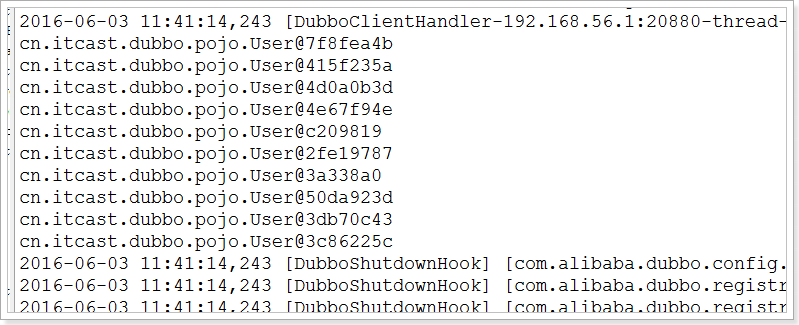 2016-06-03 11:41:14,243 [DubboClientHandler-192.168.56.1:20880-thread-
cn.itcast.dubbo.pojo.User@7f8fea4b
cn.itcast.dubbo.pojo.User@415f235a
cn.itcast.dubbo.pojo.User@4d0a0b3d
cn.itcast.dubbo.pojo.User@4e67f94e
cn.itcast.dubbo.pojo.User@c209819
cn.itcast.dubbo.pojo.User@2fe19787
cn.itcast.dubbo.pojo.User@3a338a0
cn.itcast.dubbo.pojo.User@50da923d
cn.itcast.dubbo.pojo.User@3db70c43
cn.itcast.dubbo.pojo.User@3c86225c
2016-06-03 11:41:14,243 [DubboShutdownHook] [com.alibaba.dubbo.config.
2016-06-03 11:41:14,243 [DubboShutdownHook] [com.alibaba.dubbo.registr
2016-06-03 11:41:14,243 [DubboShutdownHook] [com.alibaba.dubbo.registr